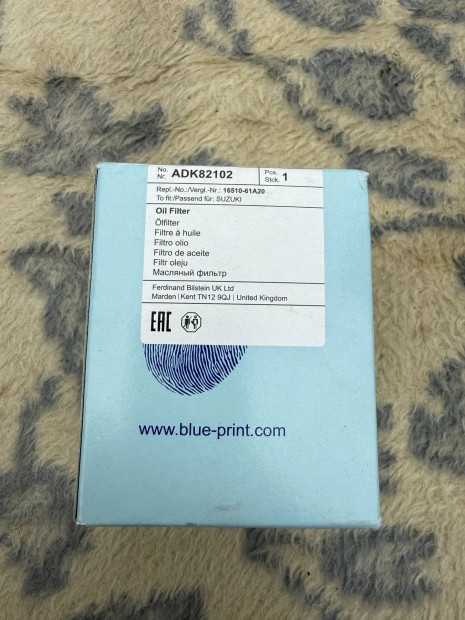 No.
Nr. ADK82102
Pcs.
Stck. 1
Repl.-No.:/Vergl.-Nr.: 16510-61A20
To fit:/Passend für: SUZUKI
Oil Filter
Ölfilter
Filtre à huile
Filtro olio
Filtro de aceite
Filtr oleju
Масляный фильтр
Ferdinand Bilstein UK Ltd
Marden | Kent TN12 9QJ | United Kingdom
EAC
www.blue-print.com